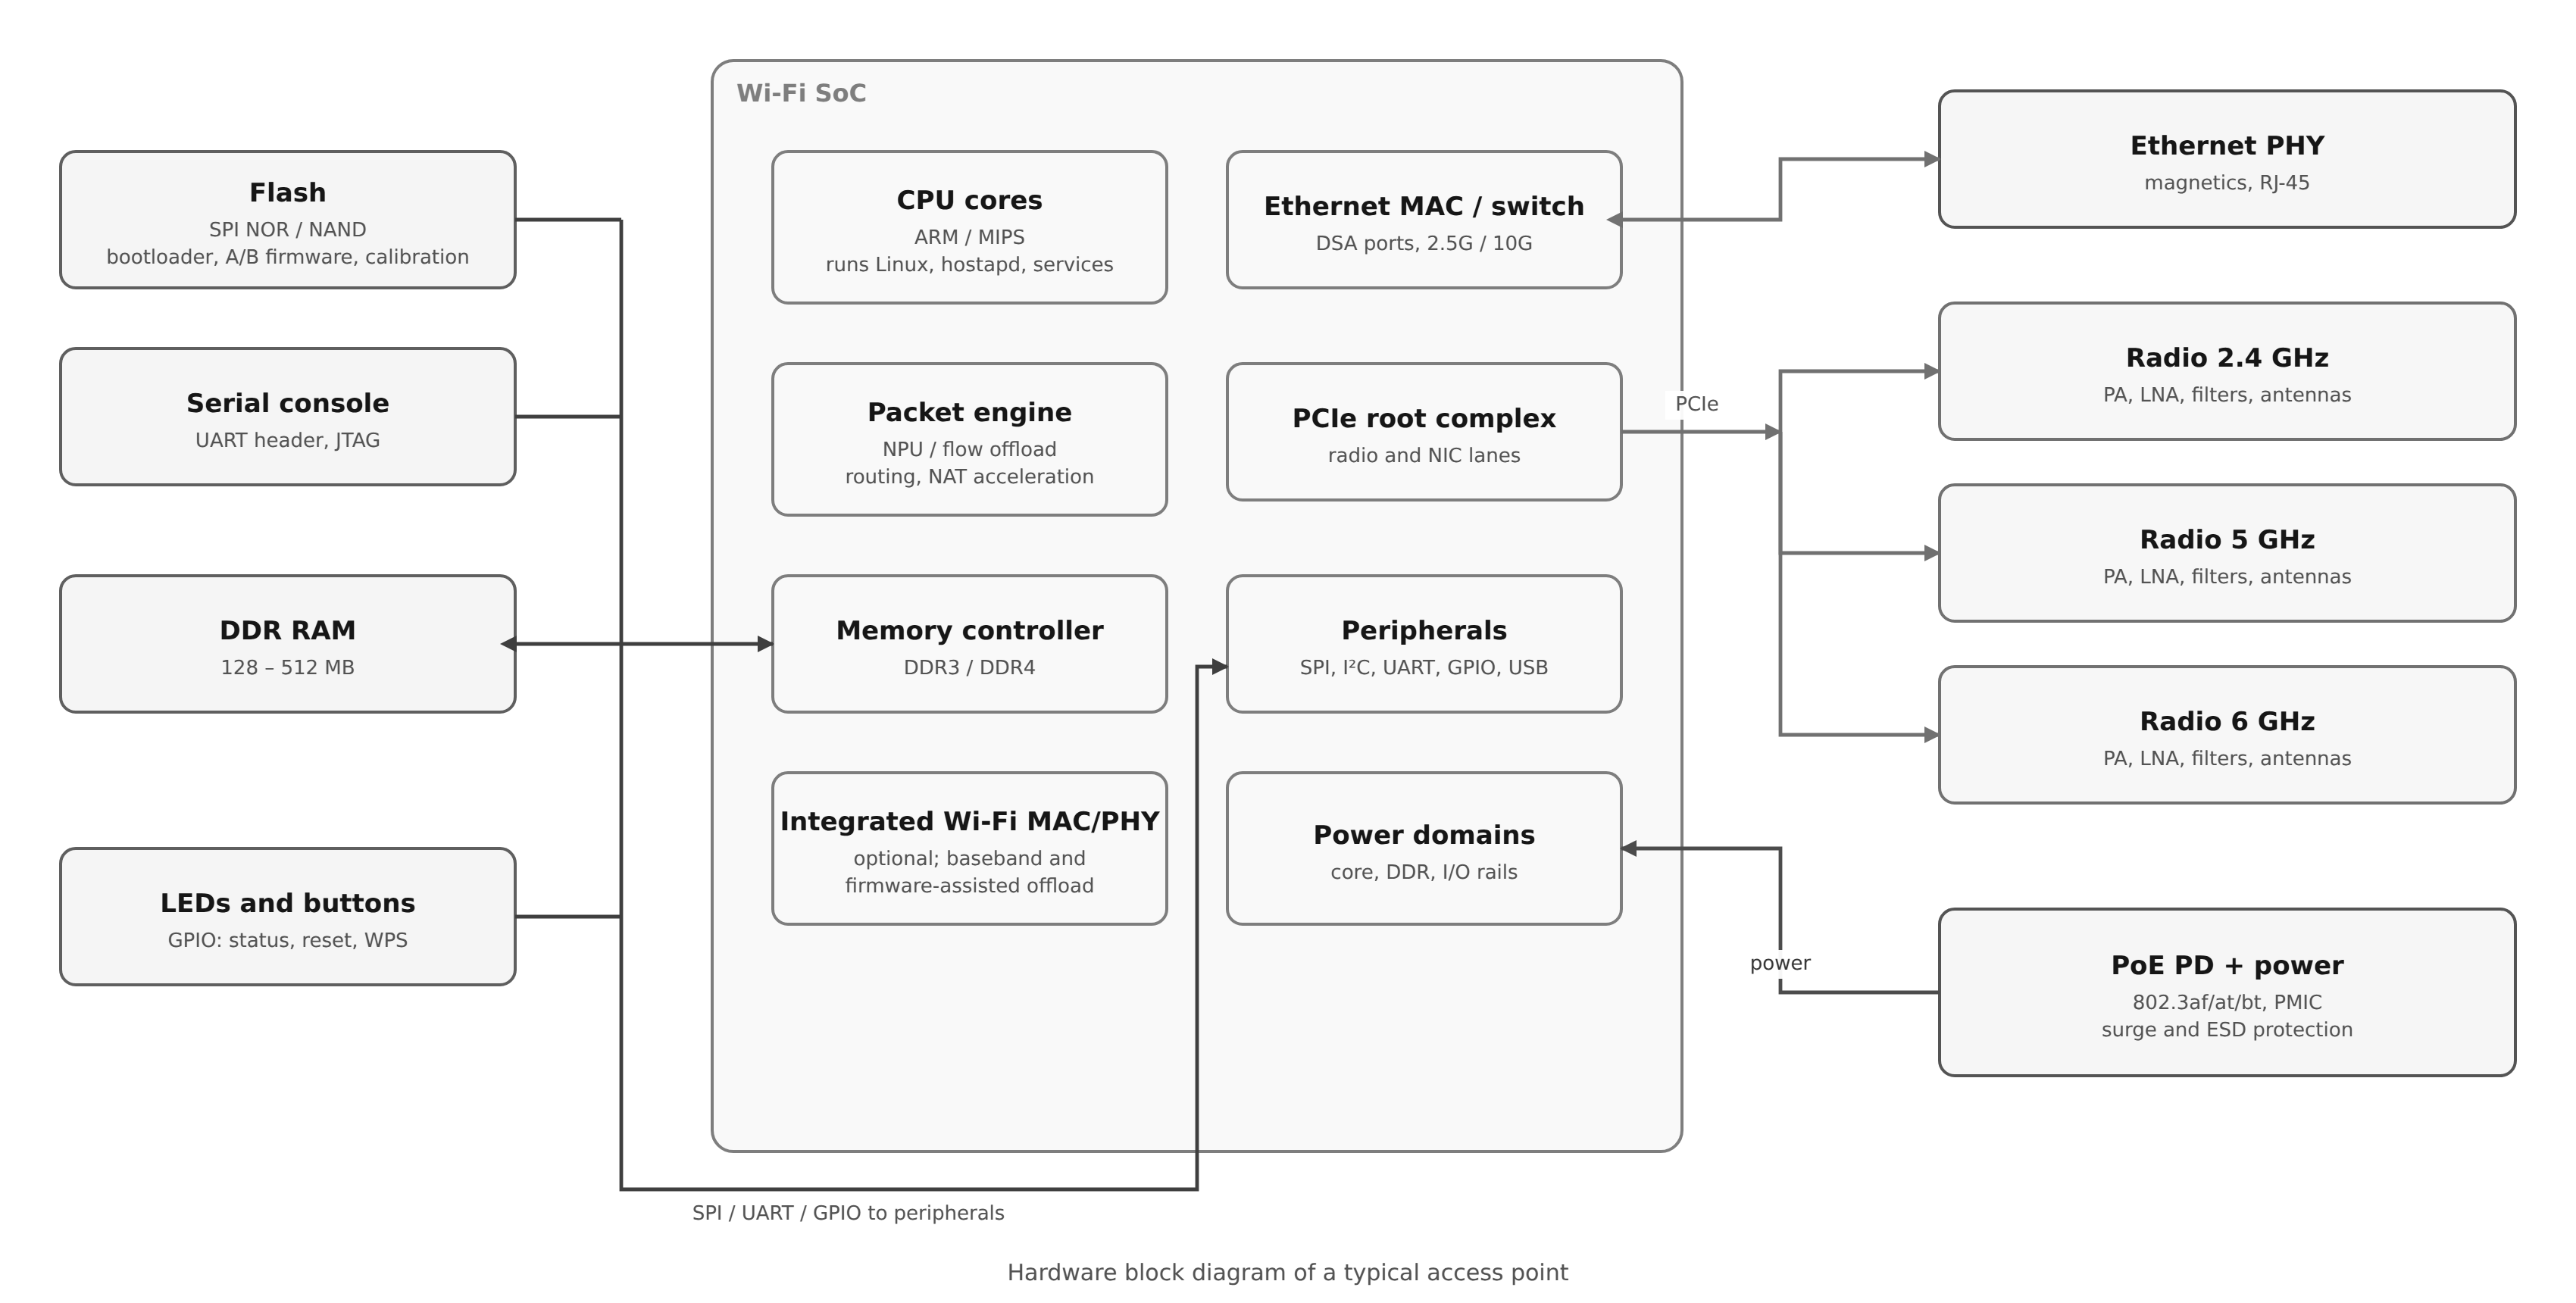 Wi-Fi SoC
Flash
SPI NOR / NAND
bootloader, A/B firmware, calibration
Serial console
UART header, JTAG
DDR RAM
128 – 512 MB
LEDs and buttons
GPIO: status, reset, WPS
CPU cores
ARM / MIPS
runs Linux, hostapd, services
Packet engine
NPU / flow offload
routing, NAT acceleration
Memory controller
DDR3 / DDR4
Integrated Wi-Fi MAC/PHY
optional; baseband and
firmware-assisted offload
Ethernet MAC / switch
DSA ports, 2.5G / 10G
PCIe root complex
radio and NIC lanes
Peripherals
SPI, I²C, UART, GPIO, USB
Power domains
core, DDR, I/O rails
PCIe
power
Ethernet PHY
magnetics, RJ-45
Radio 2.4 GHz
PA, LNA, filters, antennas
Radio 5 GHz
PA, LNA, filters, antennas
Radio 6 GHz
PA, LNA, filters, antennas
PoE PD + power
802.3af/at/bt, PMIC
surge and ESD protection
SPI / UART / GPIO to peripherals
Hardware block diagram of a typical access point